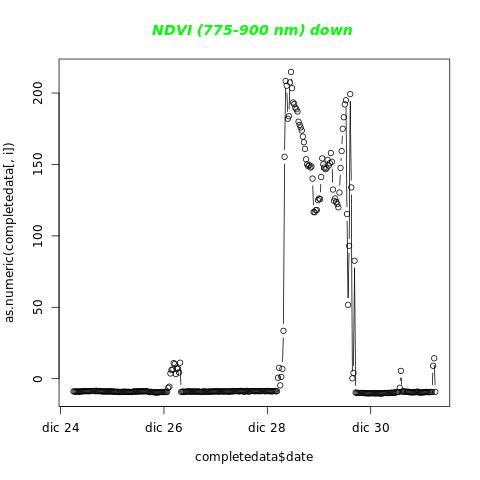 NDVI (775-900 nm) down
as.numeric(completedata[, i])
200
150
100
50
0
dic 24 dic 26 dic 28 dic 30
completedata$date